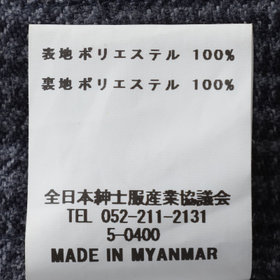 表地ポリエステル 100%
裏地ポリエステル 100%
全日本紳士服産業協議会
TEL 052-211-2131
5-0400
MADE IN MYANMAR